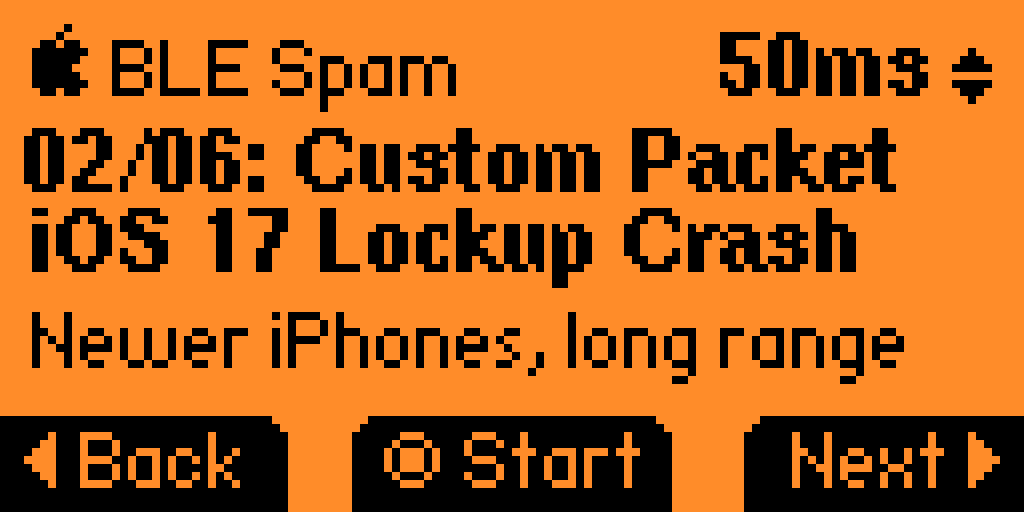 BLE Spam 50ms
02/06: Custom Packet
iOS 17 Lockup Crash
Newer iPhones, long range
Back Start Next